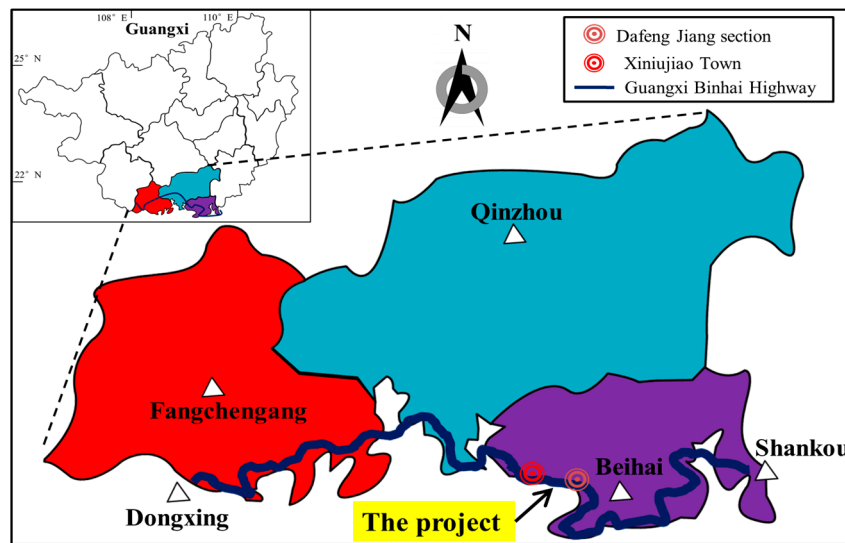 108° E
110° E
Guangxi
25° N
22° N
N
Dafeng Jiang section
Xiniujiao Town
Guangxi Binhai Highway
Qinzhou
Fangchengang
Beihai
Shankou
Dongxing
The project